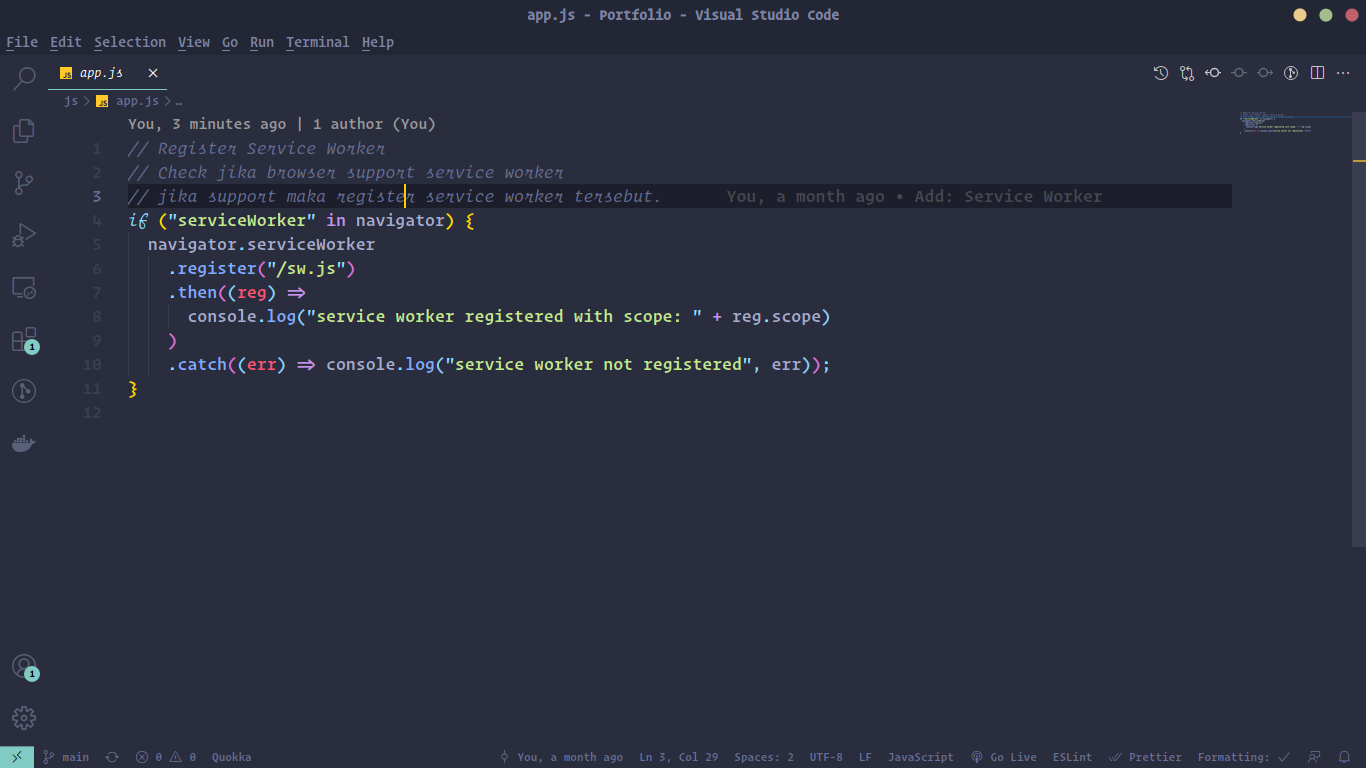 app.js - Portfolio - Visual Studio Code
File Edit Selection View Go Run Terminal Help
JS app.js
js > JS app.js > …
You, 3 minutes ago | 1 author (You)
1 // Register Service Worker
2 // Check jika browser support service worker
3 // jika support maka register service worker tersebut. You, a month ago • Add: Service Worker
4 if ("serviceWorker" in navigator) {
5 navigator.serviceWorker
6 .register("/sw.js")
7 .then((reg) =>
8 console.log("service worker registered with scope: " + reg.scope)
9 )
10 .catch((err) => console.log("service worker not registered", err));
11 }
12
1
1
main 0 0 Quokka You, a month ago Ln 3, Col 29 Spaces: 2 UTF-8 LF JavaScript Go Live ESLint Prettier Formatting: ✓